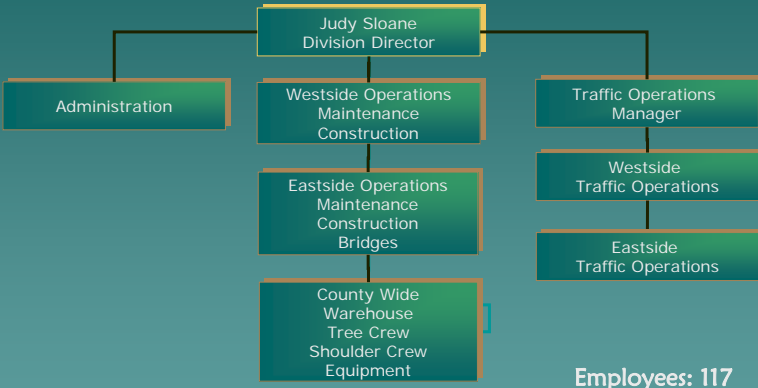 Judy Sloane
Division Director
Administration
Westside Operations
Maintenance
Construction
Eastside Operations
Maintenance
Construction
Bridges
County Wide
Warehouse
Tree Crew
Shoulder Crew
Equipment
Traffic Operations
Manager
Westside
Traffic Operations
Eastside
Traffic Operations
Employees: 117